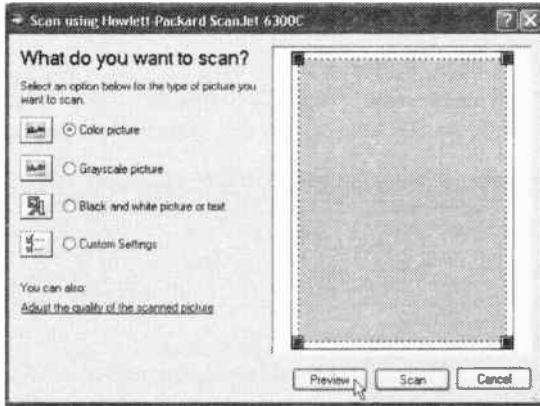 Scan using Hewlett-Packard ScanJet 6300C
What do you want to scan?
Select an option below for the type of picture you
want to scan.
Color picture
Grayscale picture
Black and white picture or text
Custom Settings
You can also:
Adjust the quality of the scanned picture
Preview
Scan
Cancel